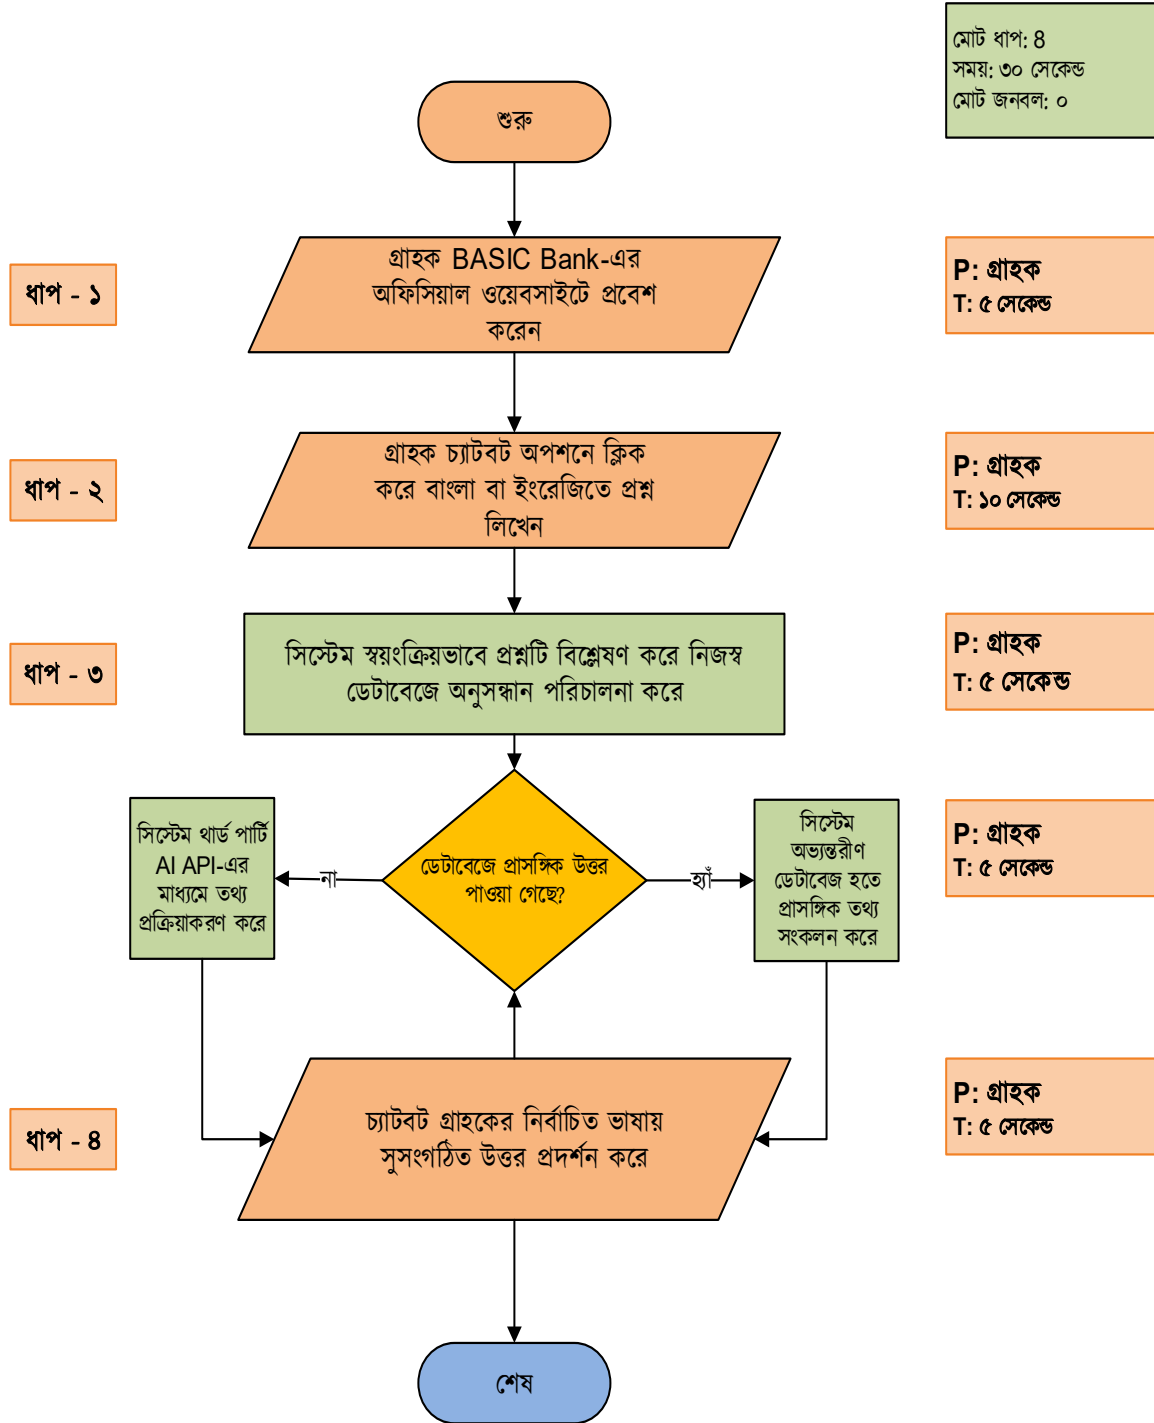 মোট ধাপ: 8
সময়: ৩০ সেকেন্ড
মোট জনবল: ০
শুরু
ধাপ - ১
গ্রাহক BASIC Bank-এর
অফিসিয়াল ওয়েবসাইটে প্রবেশ
করেন
P: গ্রাহক
T: ৫ সেকেন্ড
ধাপ - ২
গ্রাহক চ্যাটবট অপশনে ক্লিক
করে বাংলা বা ইংরেজিতে প্রশ্ন
লিখেন
P: গ্রাহক
T: ১০ সেকেন্ড
ধাপ - ৩
সিস্টেম স্বয়ংক্রিয়ভাবে প্রশ্নটি বিশ্লেষণ করে নিজস্ব
ডেটাবেজে অনুসন্ধান পরিচালনা করে
P: গ্রাহক
T: ৫ সেকেন্ড
সিস্টেম থার্ড পার্টি
AI API-এর
মাধ্যমে তথ্য
প্রক্রিয়াকরণ করে
না
ডেটাবেজে প্রাসঙ্গিক উত্তর
পাওয়া গেছে?
হ্যাঁ
সিস্টেম
অভ্যন্তরীণ
ডেটাবেজ হতে
প্রাসঙ্গিক তথ্য
সংকলন করে
P: গ্রাহক
T: ৫ সেকেন্ড
ধাপ - ৪
চ্যাটবট গ্রাহকের নির্বাচিত ভাষায়
সুসংগঠিত উত্তর প্রদর্শন করে
P: গ্রাহক
T: ৫ সেকেন্ড
শেষ